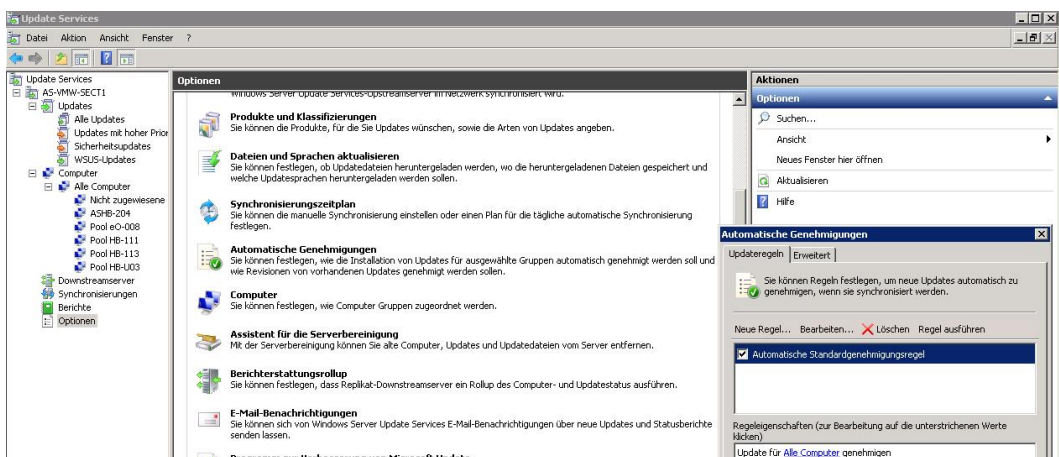 Update Services
Datei Aktion Ansicht Fenster ?
Update Services
AS-VMW-SECT1
Updates
Alle Updates
Updates mit hoher Prior
Sicherheitsupdates
WSUS-Updates
Computer
Alle Computer
Nicht zugewiesene
ASHB-204
Pool eO-008
Pool HB-111
Pool HB-113
Pool HB-U03
Downstreamserver
Synchronisierungen
Berichte
Optionen
Optionen
Windows Server Update Services-Upstreamserver im Netzwerk synchronisiert wird.
Produkte und Klassifizierungen
Sie können die Produkte, für die Sie Updates wünschen, sowie die Arten von Updates angeben.
Dateien und Sprachen aktualisieren
Sie können festlegen, ob Updatedateien heruntergeladen werden, wo die heruntergeladenen Dateien gespeichert und
welche Updatesprachen heruntergeladen werden sollen.
Synchronisierungszeitplan
Sie können die manuelle Synchronisierung einstellen oder einen Plan für die tägliche automatische Synchronisierung
festlegen.
Automatische Genehmigungen
Sie können festlegen, wie die Installation von Updates für ausgewählte Gruppen automatisch genehmigt werden soll und
wie Revisionen von vorhandenen Updates genehmigt werden sollen.
Computer
Sie können festlegen, wie Computer Gruppen zugeordnet werden.
Assistent für die Serverbereinigung
Mit der Serverbereinigung können Sie alte Computer, Updates und Updatedateien vom Server entfernen.
Berichterstattungsrollup
Sie können festlegen, dass Replikat-Downstreamserver ein Rollup des Computer- und Updatestatus ausführen.
E-Mail-Benachrichtigungen
Sie können sich von Windows Server Update Services E-Mail-Benachrichtigungen über neue Updates und Statusberichte
senden lassen.
Programm zur Verbesserung von Microsoft Update
Aktionen
Optionen
Suchen...
Ansicht
Neues Fenster hier öffnen
Aktualisieren
Hilfe
Automatische Genehmigungen
Updateregeln Erweitert
Sie können Regeln festlegen, um neue Updates automatisch zu
genehmigen, wenn sie synchronisiert werden.
Neue Regel... Bearbeiten... Löschen Regel ausführen
Automatische Standardgenehmigungsregel
Regeleigenschaften (zur Bearbeitung auf die unterstrichenen Werte
klicken)
Update für Alle Computer genehmigen